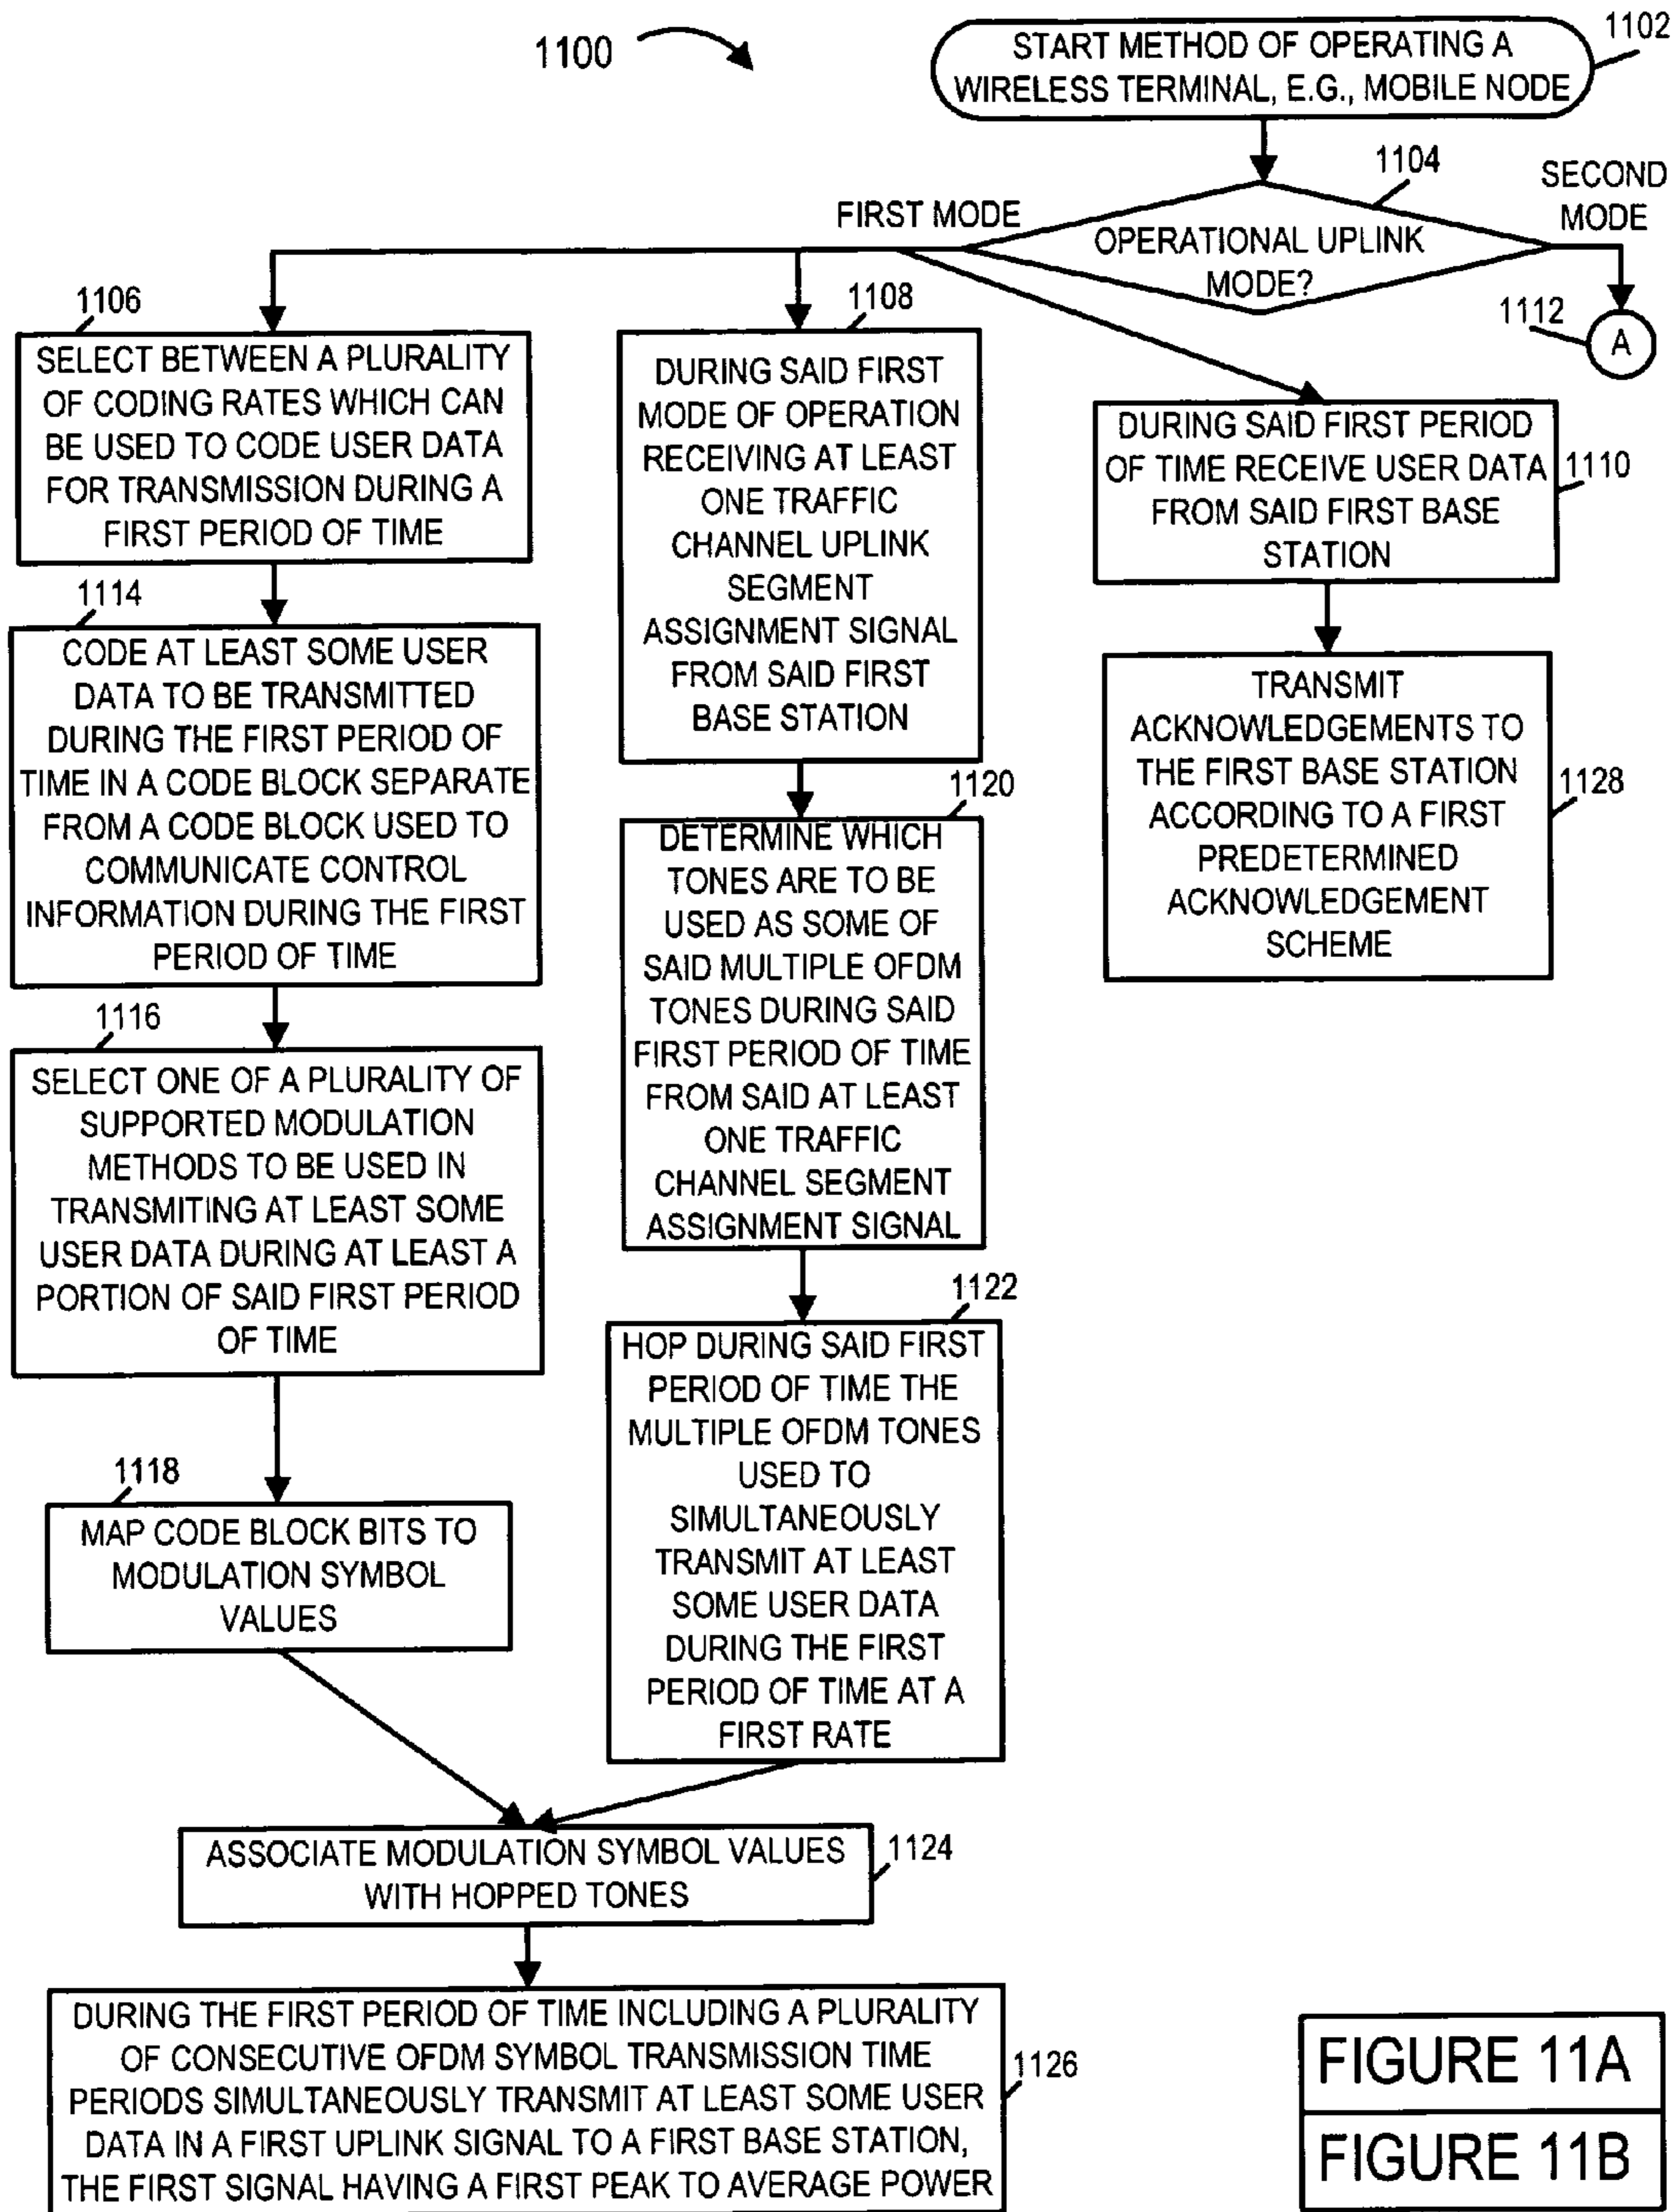 1100
START METHOD OF OPERATING A
WIRELESS TERMINAL, E.G., MOBILE NODE
1102
1104
SECOND
MODE
FIRST MODE
OPERATIONAL UPLINK
MODE?
1112
A
1106
SELECT BETWEEN A PLURALITY
OF CODING RATES WHICH CAN
BE USED TO CODE USER DATA
FOR TRANSMISSION DURING A
FIRST PERIOD OF TIME
1108
DURING SAID FIRST
MODE OF OPERATION
RECEIVING AT LEAST
ONE TRAFFIC
CHANNEL UPLINK
SEGMENT
ASSIGNMENT SIGNAL
FROM SAID FIRST
BASE STATION
DURING SAID FIRST PERIOD
OF TIME RECEIVE USER DATA
FROM SAID FIRST BASE
STATION
1110
1114
CODE AT LEAST SOME USER
DATA TO BE TRANSMITTED
DURING THE FIRST PERIOD OF
TIME IN A CODE BLOCK SEPARATE
FROM A CODE BLOCK USED TO
COMMUNICATE CONTROL
INFORMATION DURING THE FIRST
PERIOD OF TIME
1120
DETERMINE WHICH
TONES ARE TO BE
USED AS SOME OF
SAID MULTIPLE OFDM
TONES DURING SAID
FIRST PERIOD OF TIME
FROM SAID AT LEAST
ONE TRAFFIC
CHANNEL SEGMENT
ASSIGNMENT SIGNAL
TRANSMIT
ACKNOWLEDGEMENTS TO
THE FIRST BASE STATION
ACCORDING TO A FIRST
PREDETERMINED
ACKNOWLEDGEMENT
SCHEME
1128
1116
SELECT ONE OF A PLURALITY OF
SUPPORTED MODULATION
METHODS TO BE USED IN
TRANSMITING AT LEAST SOME
USER DATA DURING AT LEAST A
PORTION OF SAID FIRST PERIOD
OF TIME
1122
HOP DURING SAID FIRST
PERIOD OF TIME THE
MULTIPLE OFDM TONES
USED TO
SIMULTANEOUSLY
TRANSMIT AT LEAST
SOME USER DATA
DURING THE FIRST
PERIOD OF TIME AT A
FIRST RATE
1118
MAP CODE BLOCK BITS TO
MODULATION SYMBOL
VALUES
ASSOCIATE MODULATION SYMBOL VALUES
WITH HOPPED TONES
1124
DURING THE FIRST PERIOD OF TIME INCLUDING A PLURALITY
OF CONSECUTIVE OFDM SYMBOL TRANSMISSION TIME
PERIODS SIMULTANEOUSLY TRANSMIT AT LEAST SOME USER
DATA IN A FIRST UPLINK SIGNAL TO A FIRST BASE STATION,
THE FIRST SIGNAL HAVING A FIRST PEAK TO AVERAGE POWER
1126
FIGURE 11A
FIGURE 11B